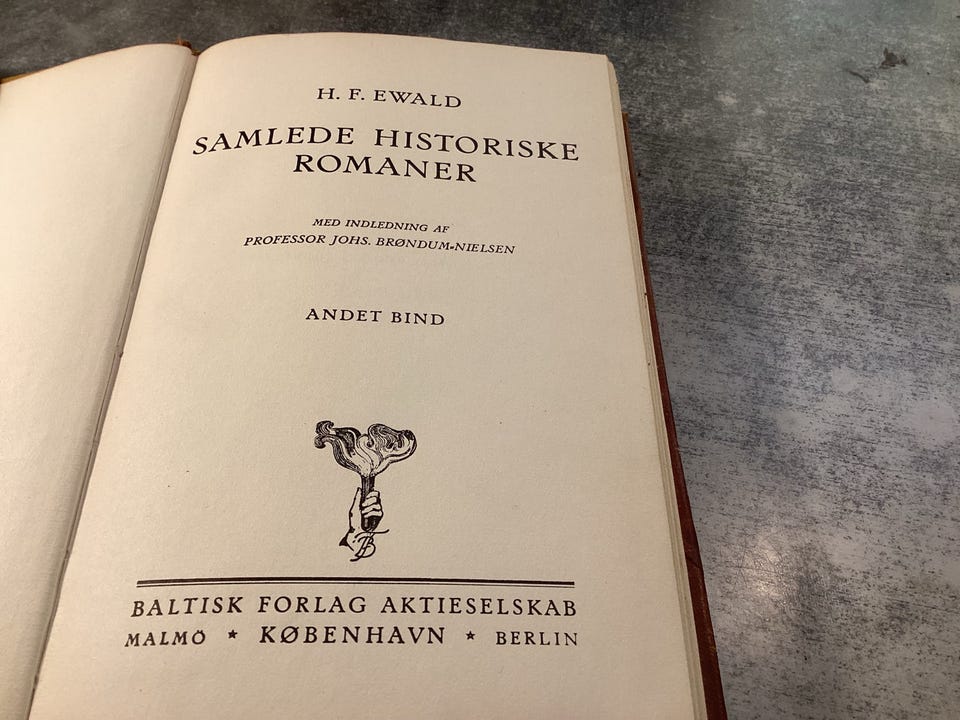 H. F. EWALD
SAMLEDE HISTORISKE
ROMANER
MED INDLEDNING AF
PROFESSOR JOHS. BRØNDUM-NIELSEN
ANDET BIND
BF
BALTISK FORLAG AKTIESELSKAB
MALMÖ * KØBENHAVN * BERLIN